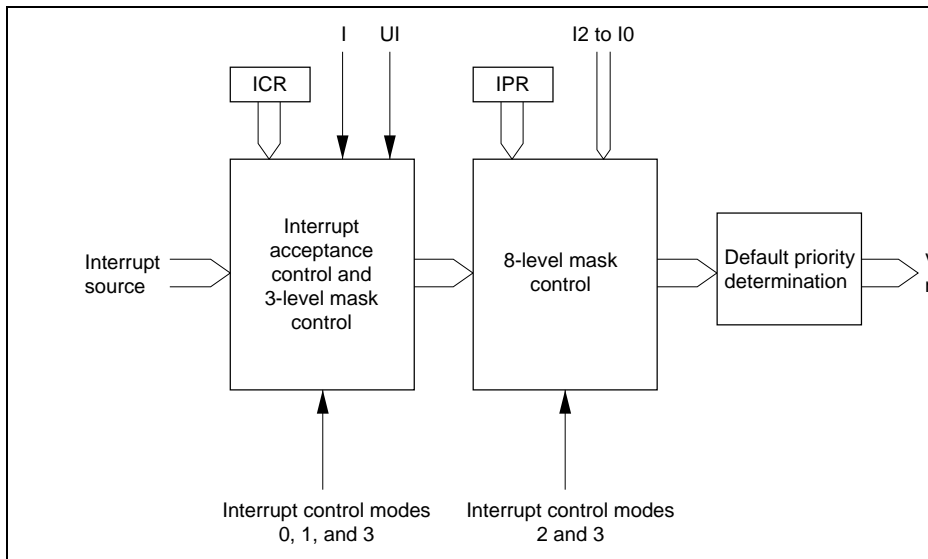 I UI I2 to I0
ICR IPR
Interrupt
acceptance
control and
3-level mask
control
8-level mask
control
Default priority
determination
Interrupt
source
Interrupt control modes
0, 1, and 3
Interrupt control modes
2 and 3